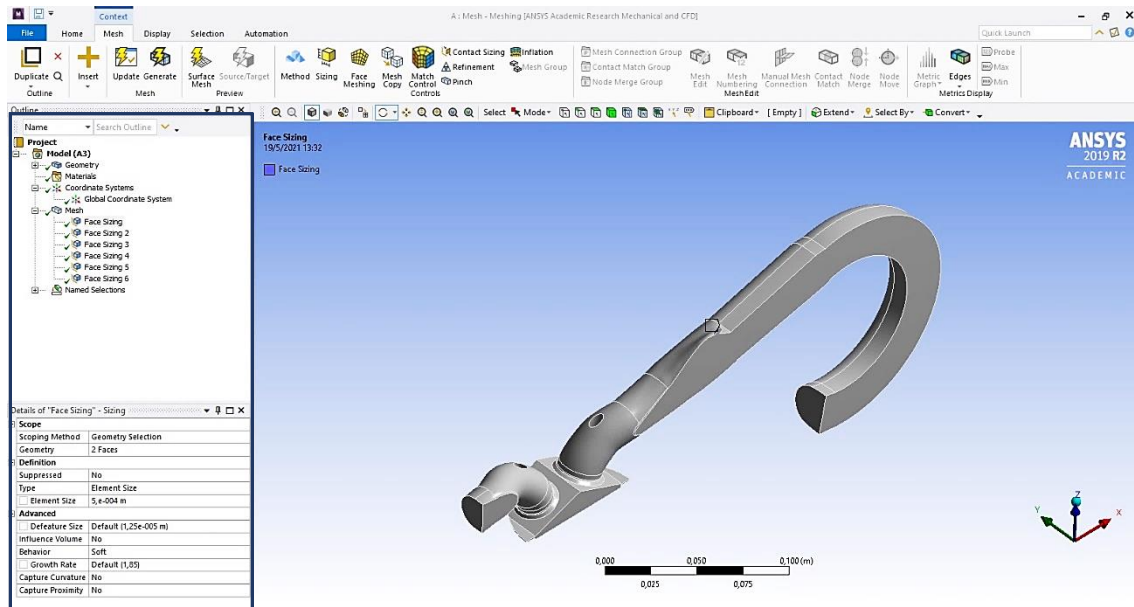 Context
A : Mesh - Meshing [ANSYS Academic Research Mechanical and CFD]
File Home Mesh Display Selection Automation
Quick Launch
Duplicate
Outline
Insert
Update Generate
Mesh
Surface Mesh
Source/Target
Preview
Method Sizing
Face Meshing
Mesh Copy
Match Control
Contact Sizing
Refinement
Pinch
Inflation
Mesh Group
Controls
Mesh Connection Group
Contact Match Group
Node Merge Group
Mesh Edit
Mesh Numbering
Manual Mesh Connection
Contact Match
Node Merge
Node Move
Mesh Edit
Metric Graph
Edges
Probe
Max
Min
Metrics Display
Outline
Name Search Outline
Select Mode Clipboard [ Empty ] Extend Select By Convert
Project
Model (A3)
Geometry
Materials
Coordinate Systems
Global Coordinate System
Mesh
Face Sizing
Face Sizing 2
Face Sizing 3
Face Sizing 4
Face Sizing 5
Face Sizing 6
Named Selections
Face Sizing
19/5/2021 13:32
Face Sizing
ANSYS
2019 R2
ACADEMIC
Details of "Face Sizing" - Sizing
Scope
Scoping Method Geometry Selection
Geometry 2 Faces
Definition
Suppressed No
Type Element Size
Element Size 5,e-004 m
Advanced
Defeature Size Default (1,25e-005 m)
Influence Volume No
Behavior Soft
Growth Rate Default (1,85)
Capture Curvature No
Capture Proximity No
0,000 0,050 0,100 (m)
0,025 0,075
Z
Y X